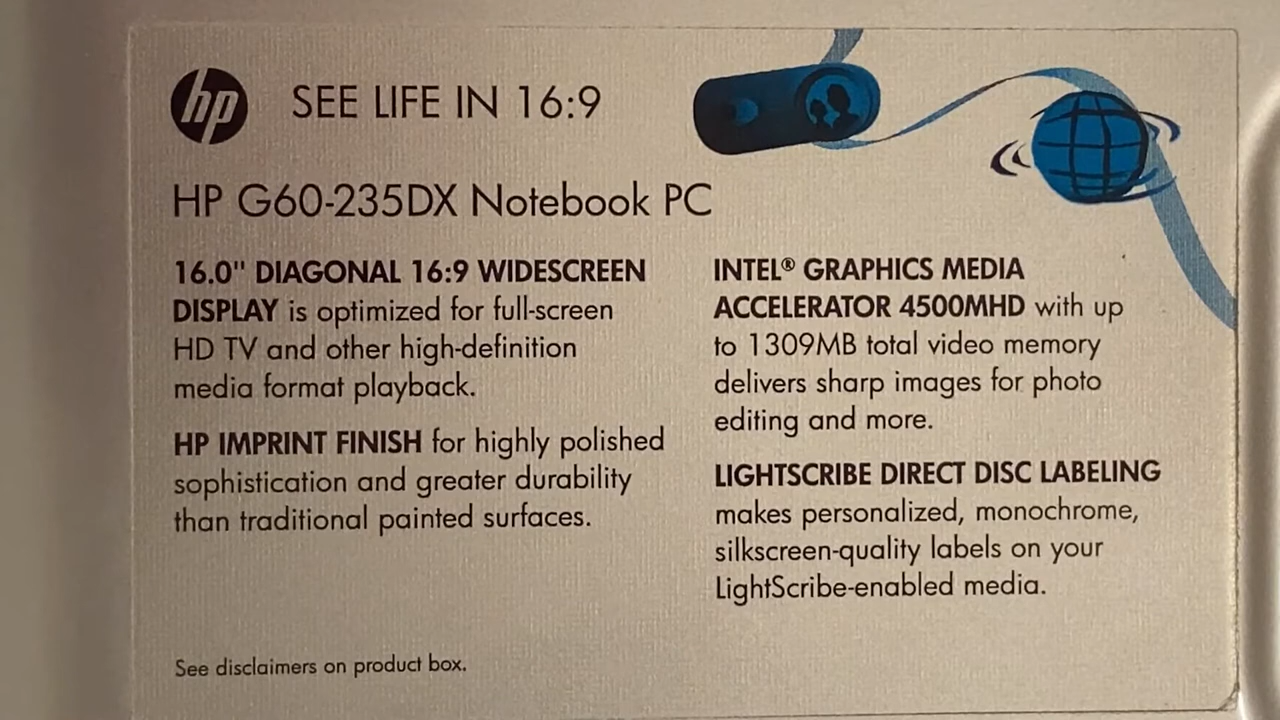 hp SEE LIFE IN 16:9
HP G60-235DX Notebook PC
16.0" DIAGONAL 16:9 WIDESCREEN
DISPLAY is optimized for full-screen
HD TV and other high-definition
media format playback.
HP IMPRINT FINISH for highly polished
sophistication and greater durability
than traditional painted surfaces.
INTEL® GRAPHICS MEDIA
ACCELERATOR 4500MHD with up
to 1309MB total video memory
delivers sharp images for photo
editing and more.
LIGHTSCRIBE DIRECT DISC LABELING
makes personalized, monochrome,
silkscreen-quality labels on your
LightScribe-enabled media.
See disclaimers on product box.